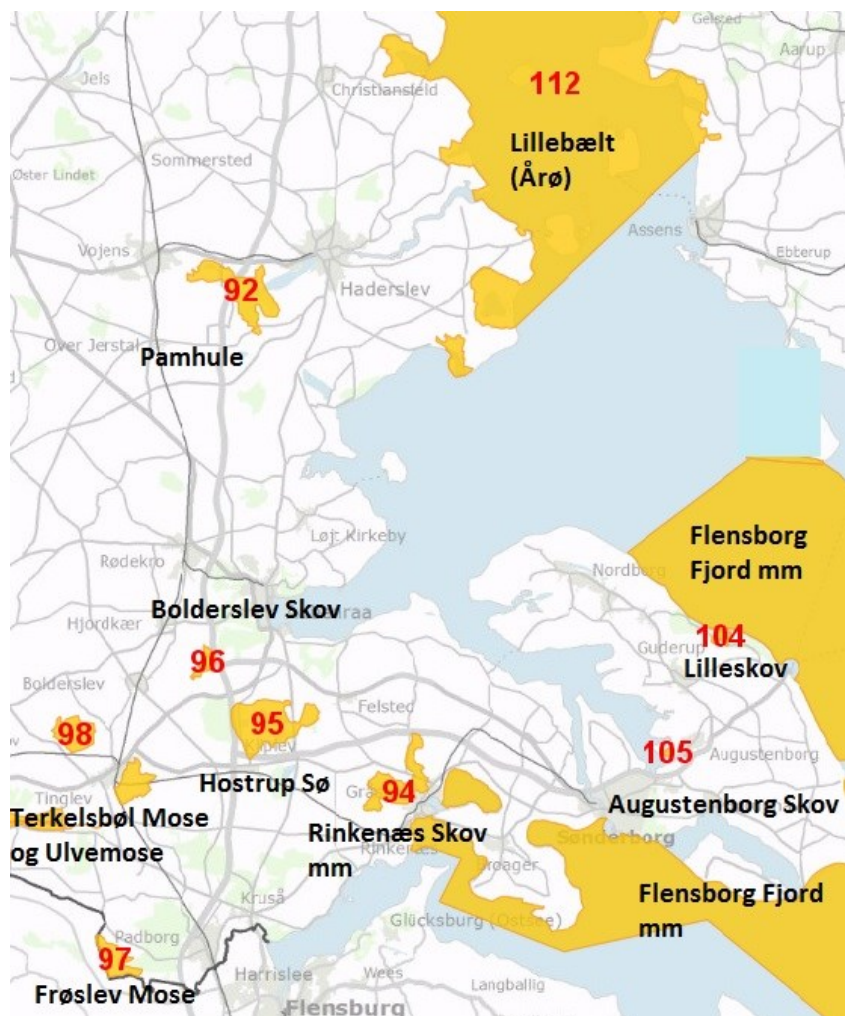 Gelsted
Aarup
Jels
Christiansfeld
112
Lillebælt
(Årø)
Sommersted
Øster Lindet
Assens
Vojens
Ebterup
92
Haderslev
Over Jerstal
Pamhule
Løjt Kirkeby
Flensborg
Fjord mm
Rødekro
Nordborg
Bolderslev Skov
Hjordkær
104
Guderup
96
Lilleskov
Bolderslev
Felsted
98
95
Kliplev
105
Augustenborg
Hostrup Sø
Tinglev
94
Augustenborg Skov
Terkelsbøl Mose
og Ulvemose
Rinkenæs Skov
mm
Rinkenæs
Sønderborg
Broager
Flensborg Fjord
mm
Kruså
Glücksburg (Ostsee)
Padborg
97
Harrislee
Wees
Langballig
Frøslev Mose
Flensburg